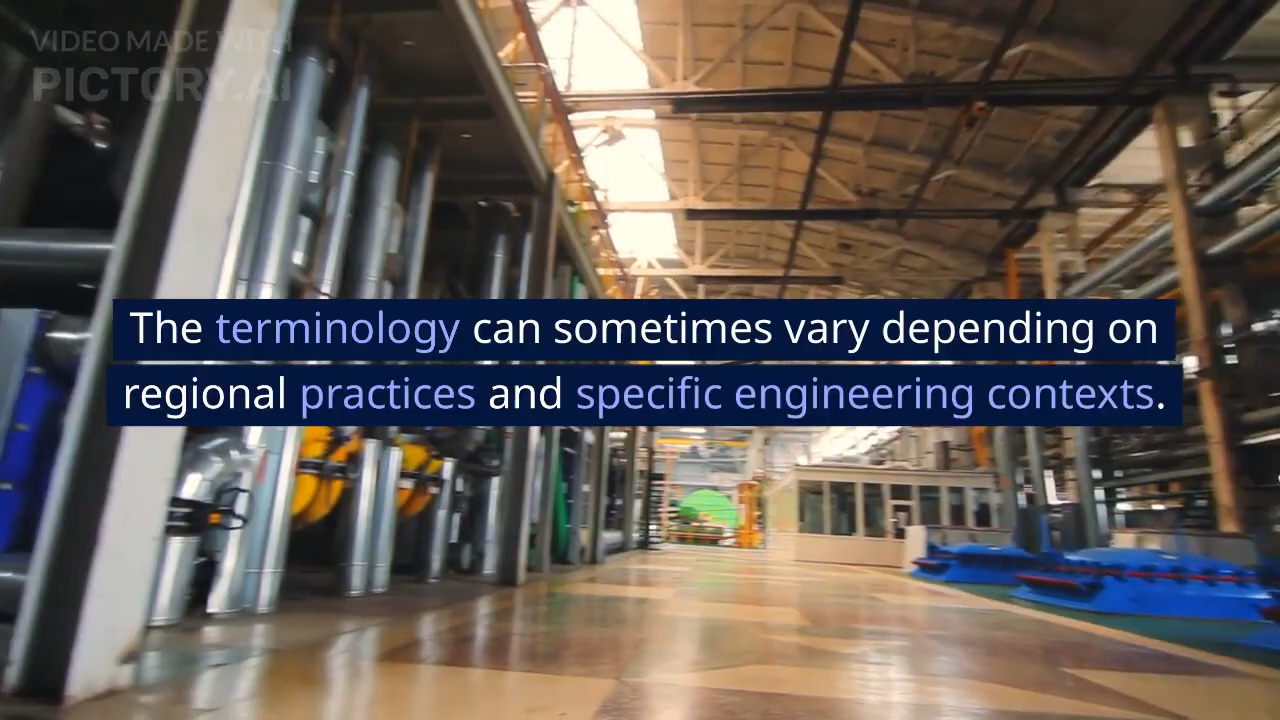 VIDEO MADE WITH
PICTORY.AI
The terminology can sometimes vary depending on
regional practices and specific engineering contexts.